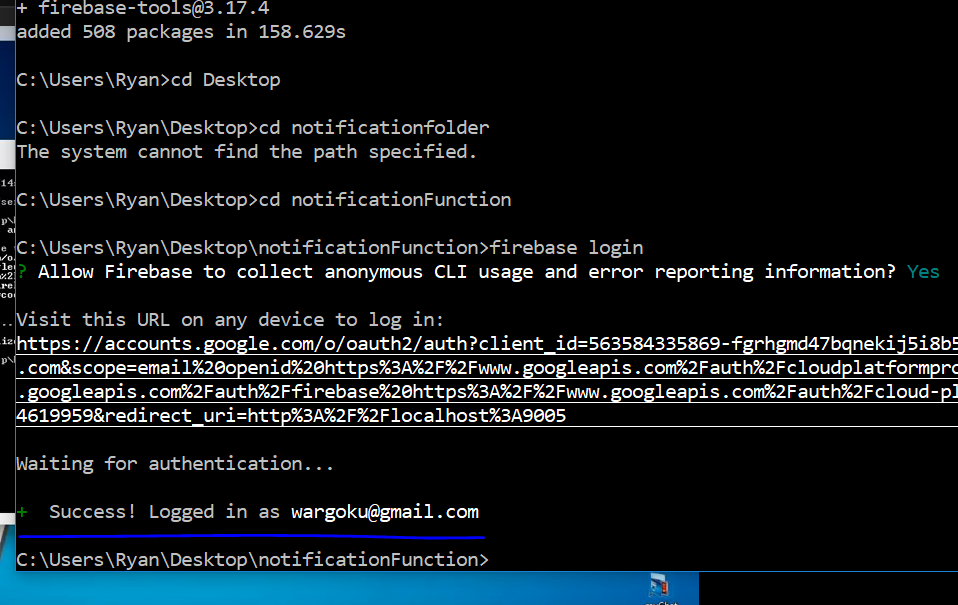 + firebase-tools@3.17.4
added 508 packages in 158.629s
C:\Users\Ryan>cd Desktop
C:\Users\Ryan\Desktop>cd notificationfolder
The system cannot find the path specified.
C:\Users\Ryan\Desktop>cd notificationFunction
C:\Users\Ryan\Desktop\notificationFunction>firebase login
? Allow Firebase to collect anonymous CLI usage and error reporting information? Yes
Visit this URL on any device to log in:
https://accounts.google.com/o/oauth2/auth?client_id=563584335869-fgrhgmd47bqnekij5i8b5
.com&scope=email%20openid%20https%3A%2F%2Fwww.googleapis.com%2Fauth%2Fcloudplatformpro
.googleapis.com%2Fauth%2Ffirebase%20https%3A%2F%2Fwww.googleapis.com%2Fauth%2Fcloud-pl
4619959&redirect_uri=http%3A%2F%2Flocalhost%3A9005
Waiting for authentication...
+ Success! Logged in as wargoku@gmail.com
C:\Users\Ryan\Desktop\notificationFunction>